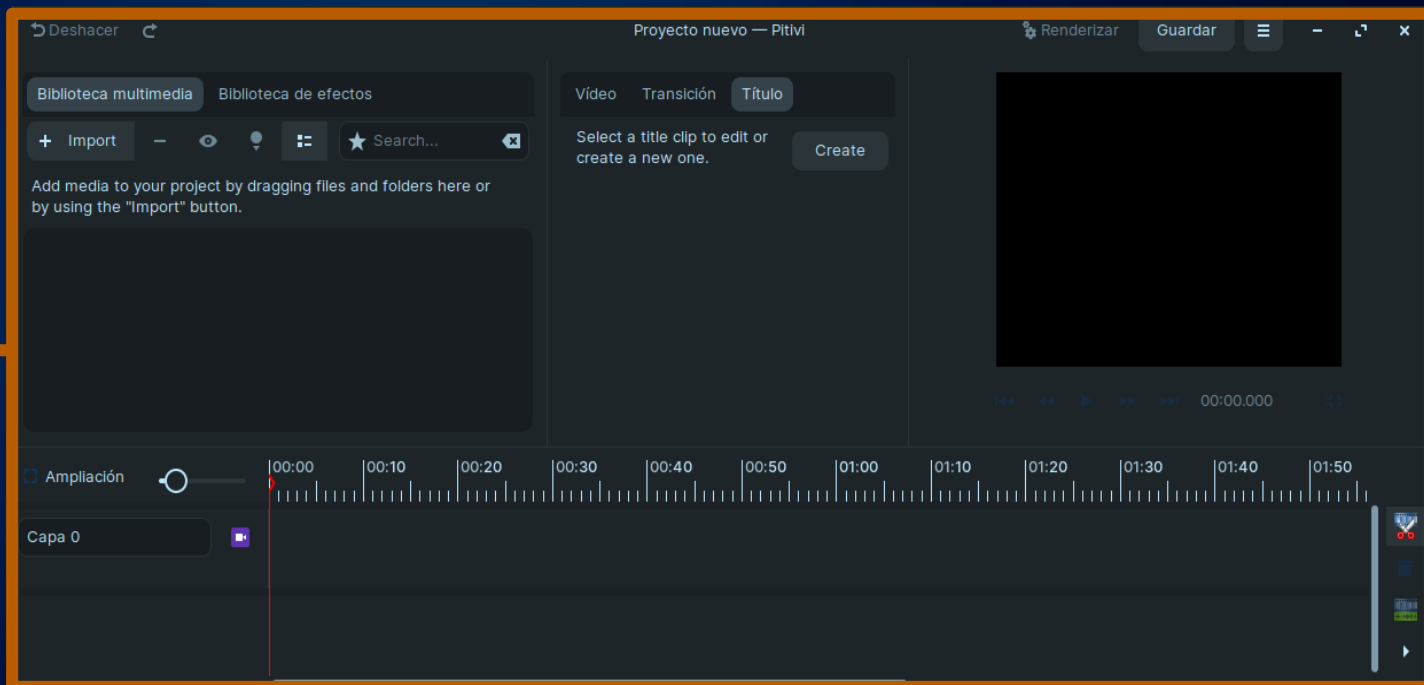 Deshacer
Proyecto nuevo — Pitivi
Renderizar
Guardar
Biblioteca multimedia
Biblioteca de efectos
Import
Search...
Add media to your project by dragging files and folders here or
by using the "Import" button.
Vídeo
Transición
Título
Select a title clip to edit or
create a new one.
Create
00:00.000
Ampliación
00:00
00:10
00:20
00:30
00:40
00:50
01:00
01:10
01:20
01:30
01:40
01:50
Capa 0